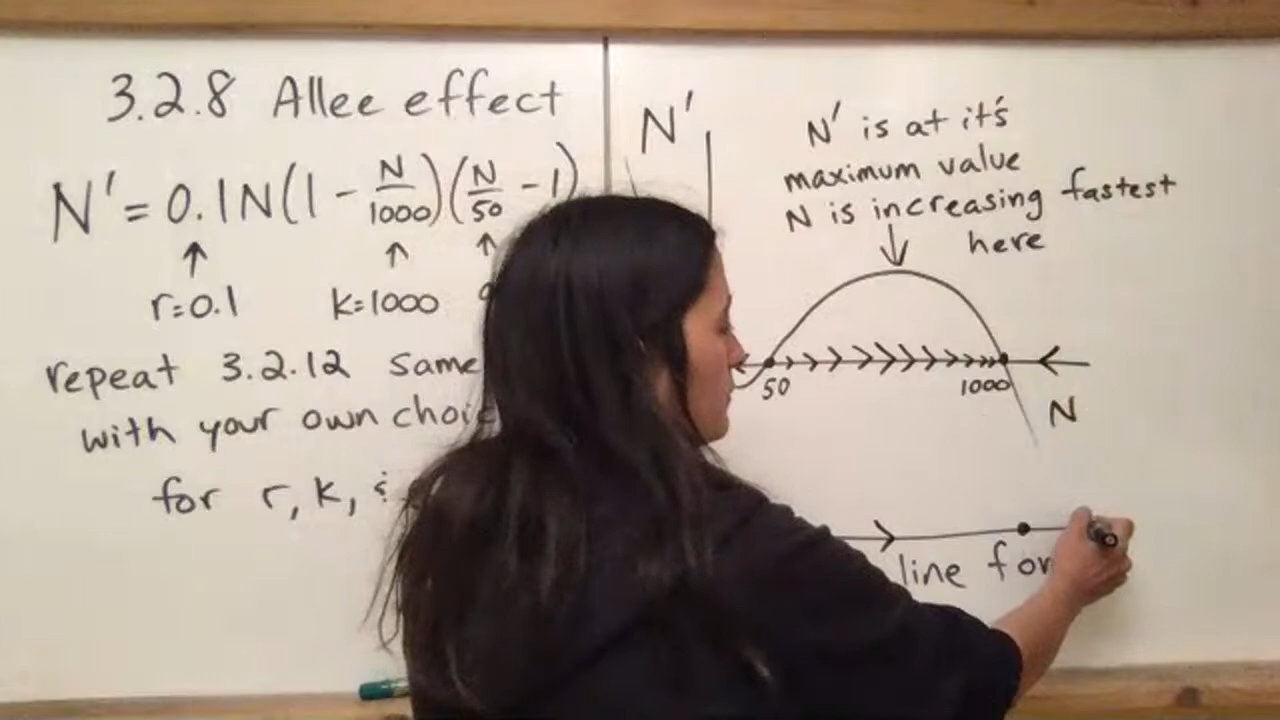 3.2.8 Allee effect
N' = 0.1N(1 - N/1000)(N/50 - 1)
↑ ↑ ↑
r=0.1 k=1000
repeat 3.2.12 same
with your own
for r, k, &
N'
N' is at it's
maximum value
N is increasing fastest
here
50 1000
N
line for